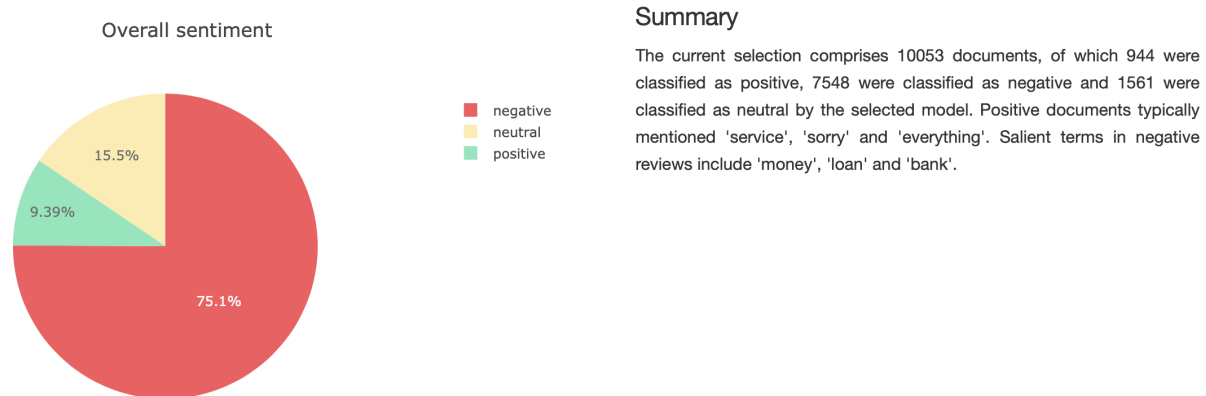 Overall sentiment
negative
neutral
positive
15.5%
9.39%
75.1%
Summary
The current selection comprises 10053 documents, of which 944 were
classified as positive, 7548 were classified as negative and 1561 were
classified as neutral by the selected model. Positive documents typically
mentioned 'service', 'sorry' and 'everything'. Salient terms in negative
reviews include 'money', 'loan' and 'bank'.